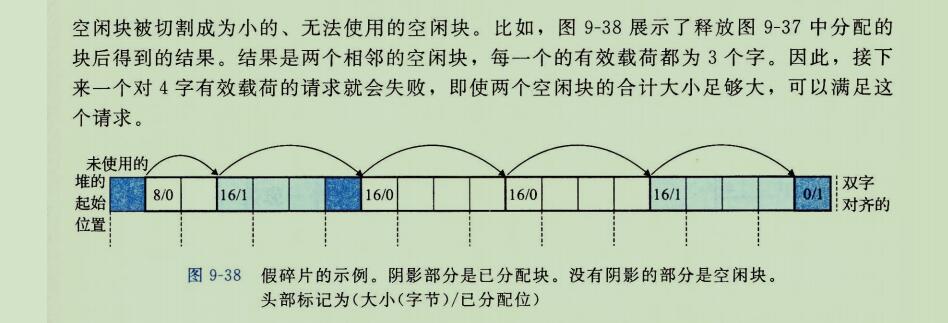 空闲块被切割成为小的、无法使用的空闲块。比如，图 9-38 展示了释放图 9-37 中分配的
块后得到的结果。结果是两个相邻的空闲块，每一个的有效载荷都为 3 个字。因此，接下
来一个对 4 字有效载荷的请求就会失败，即使两个空闲块的合计大小足够大，可以满足这
个请求。
未使用的
堆的
起始
位置
8/0
16/1
16/0
16/0
16/1
0/1
双字
对齐的
图 9-38 假碎片的示例。阴影部分是已分配块。没有阴影的部分是空闲块。
头部标记为(大小(字节)/已分配位)